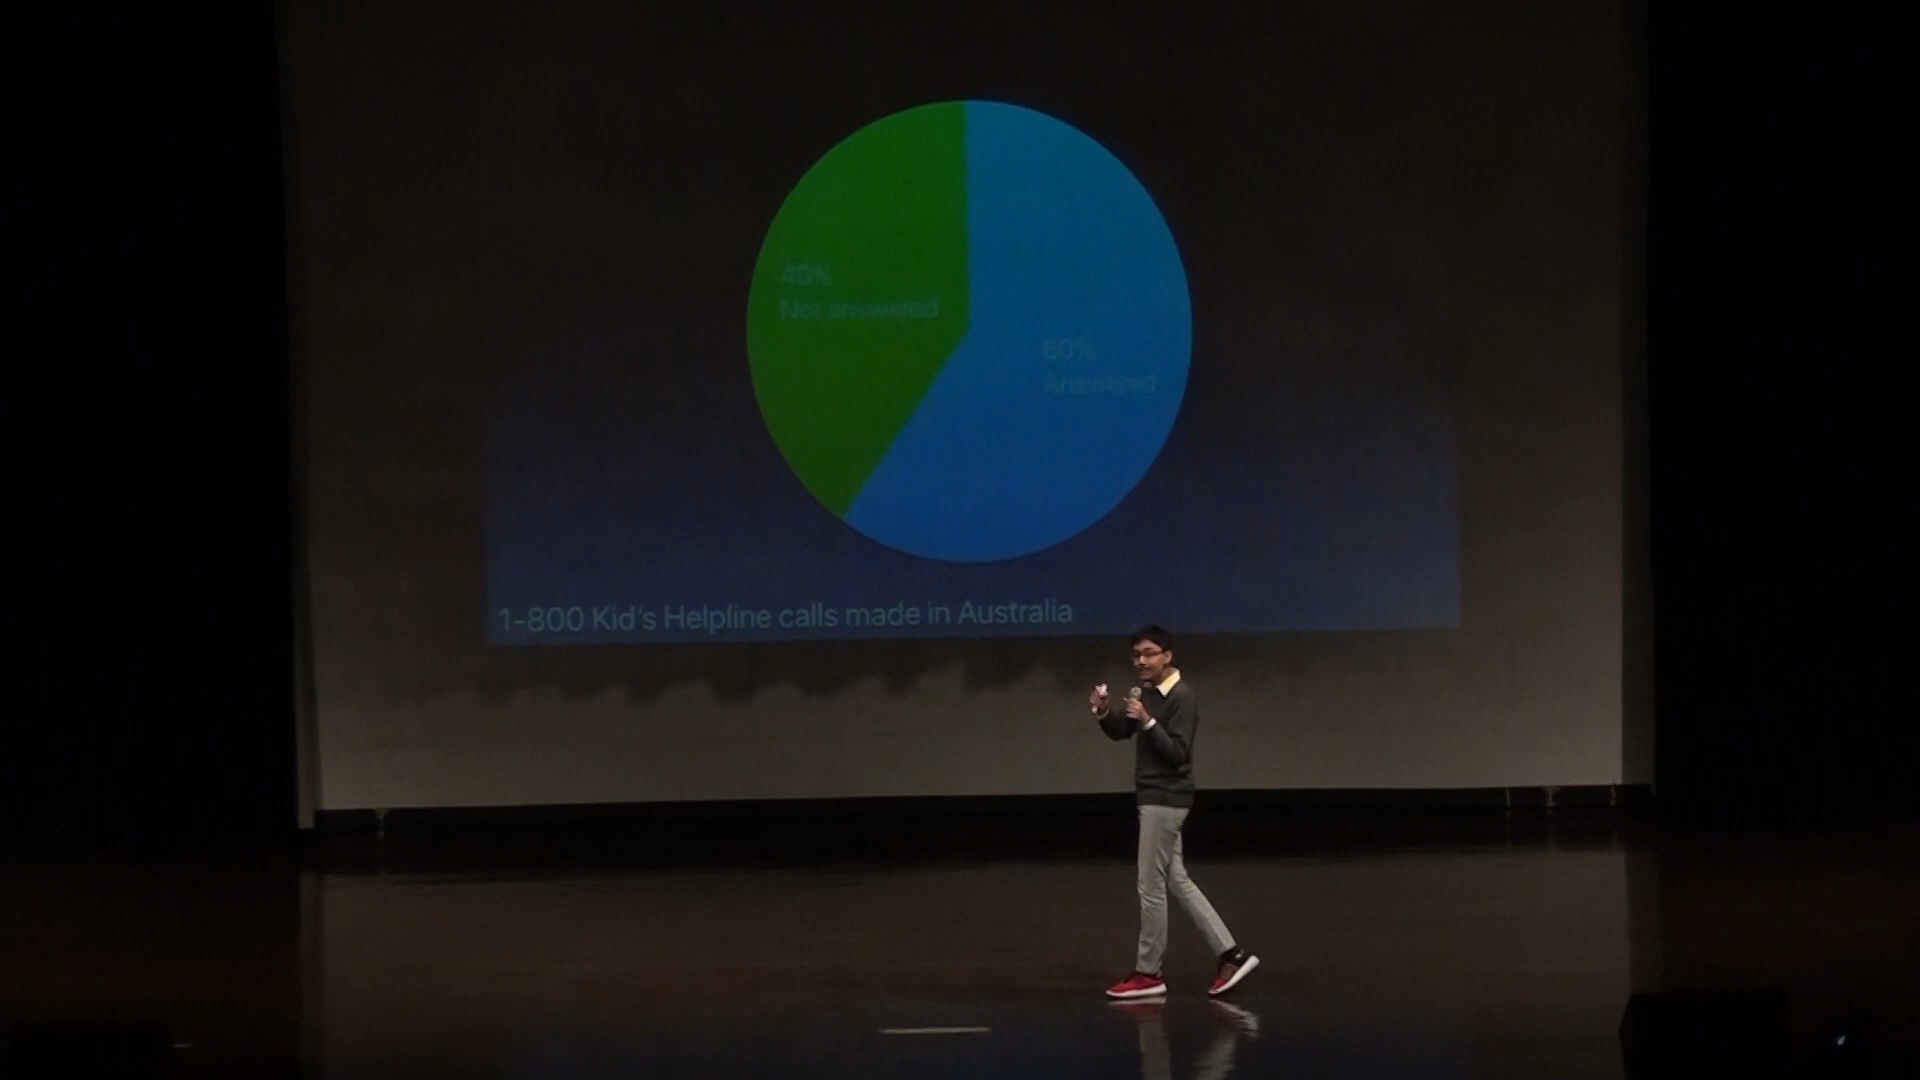 40%
Not answered
60%
Answered
1-800 Kid's Helpline calls made in Australia